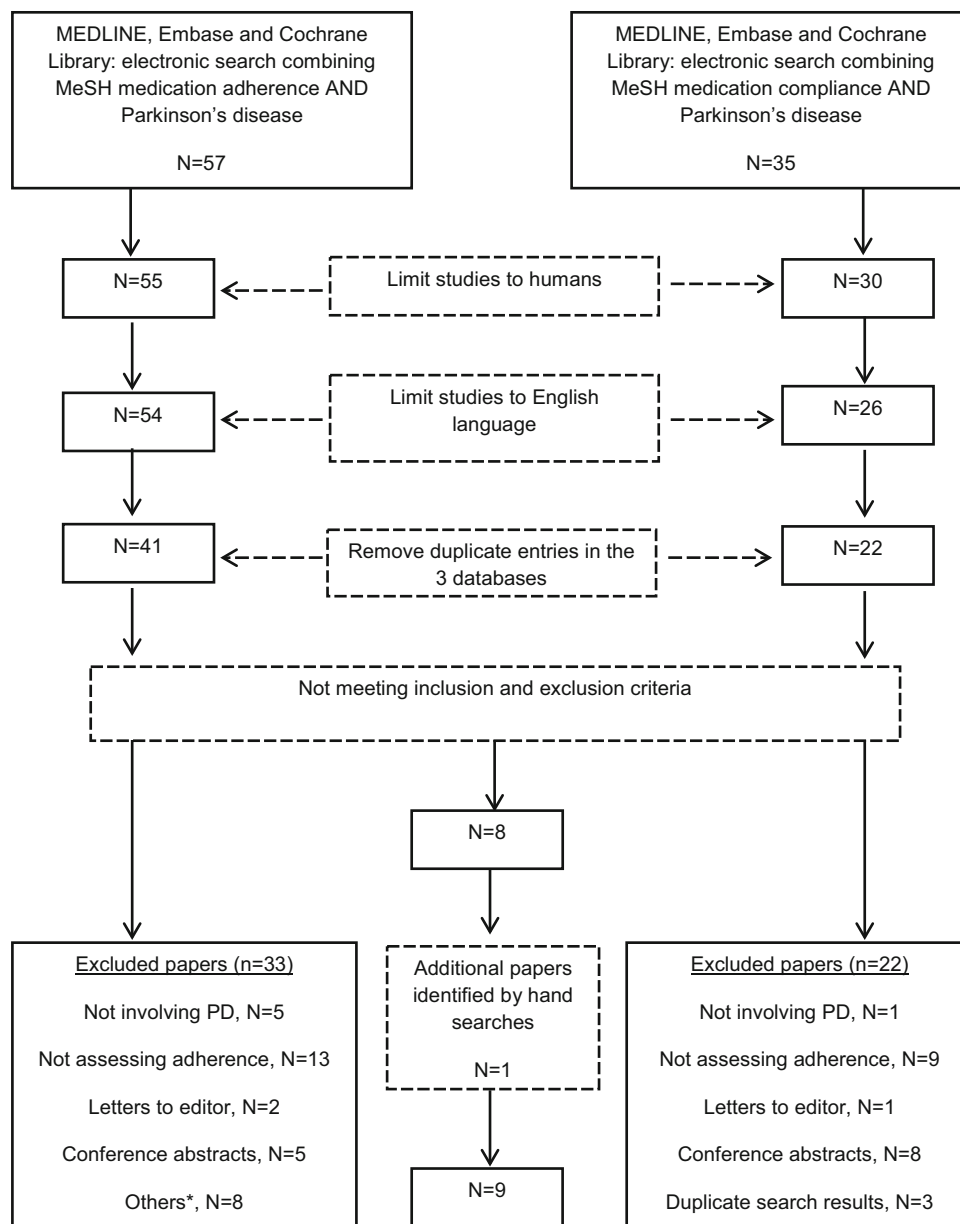 MEDLINE, Embase and Cochrane
Library: electronic search combining
MeSH medication adherence AND
Parkinson's disease
N=57
MEDLINE, Embase and Cochrane
Library: electronic search combining
MeSH medication compliance AND
Parkinson's disease
N=35
N=55
Limit studies to humans
N=30
N=54
Limit studies to English
language
N=26
N=41
Remove duplicate entries in the
3 databases
N=22
Not meeting inclusion and exclusion criteria
N=8
Excluded papers (n=33)
Not involving PD, N=5
Not assessing adherence, N=13
Letters to editor, N=2
Conference abstracts, N=5
Others*, N=8
Additional papers
identified by hand
searches
N=1
N=9
Excluded papers (n=22)
Not involving PD, N=1
Not assessing adherence, N=9
Letters to editor, N=1
Conference abstracts, N=8
Duplicate search results, N=3